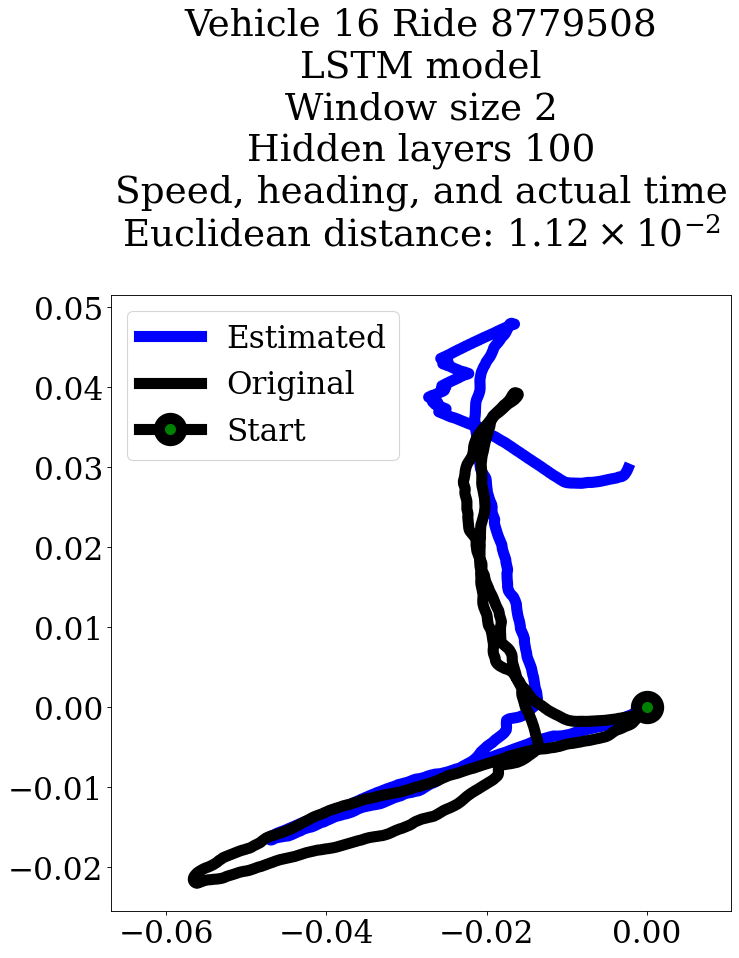 Vehicle 16 Ride 8779508
LSTM model
Window size 2
Hidden layers 100
Speed, heading, and actual time
Euclidean distance: 1.12 × 10⁻²
Estimated
Original
Start
0.05
0.04
0.03
0.02
0.01
0.00
−0.01
−0.02
−0.06 −0.04 −0.02 0.00